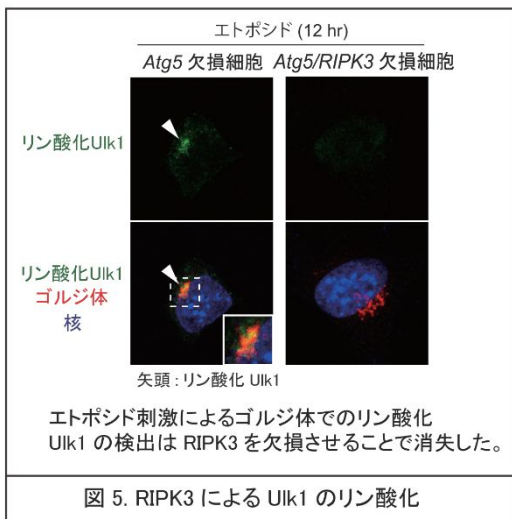 エトポシド (12 hr)
Atg5 欠損細胞 Atg5/RIPK3 欠損細胞
リン酸化Ulk1
リン酸化Ulk1
ゴルジ体
核
矢頭 : リン酸化 Ulk1
エトポシド刺激によるゴルジ体でのリン酸化
Ulk1 の検出は RIPK3 を欠損させることで消失した。
図 5. RIPK3 による Ulk1 のリン酸化